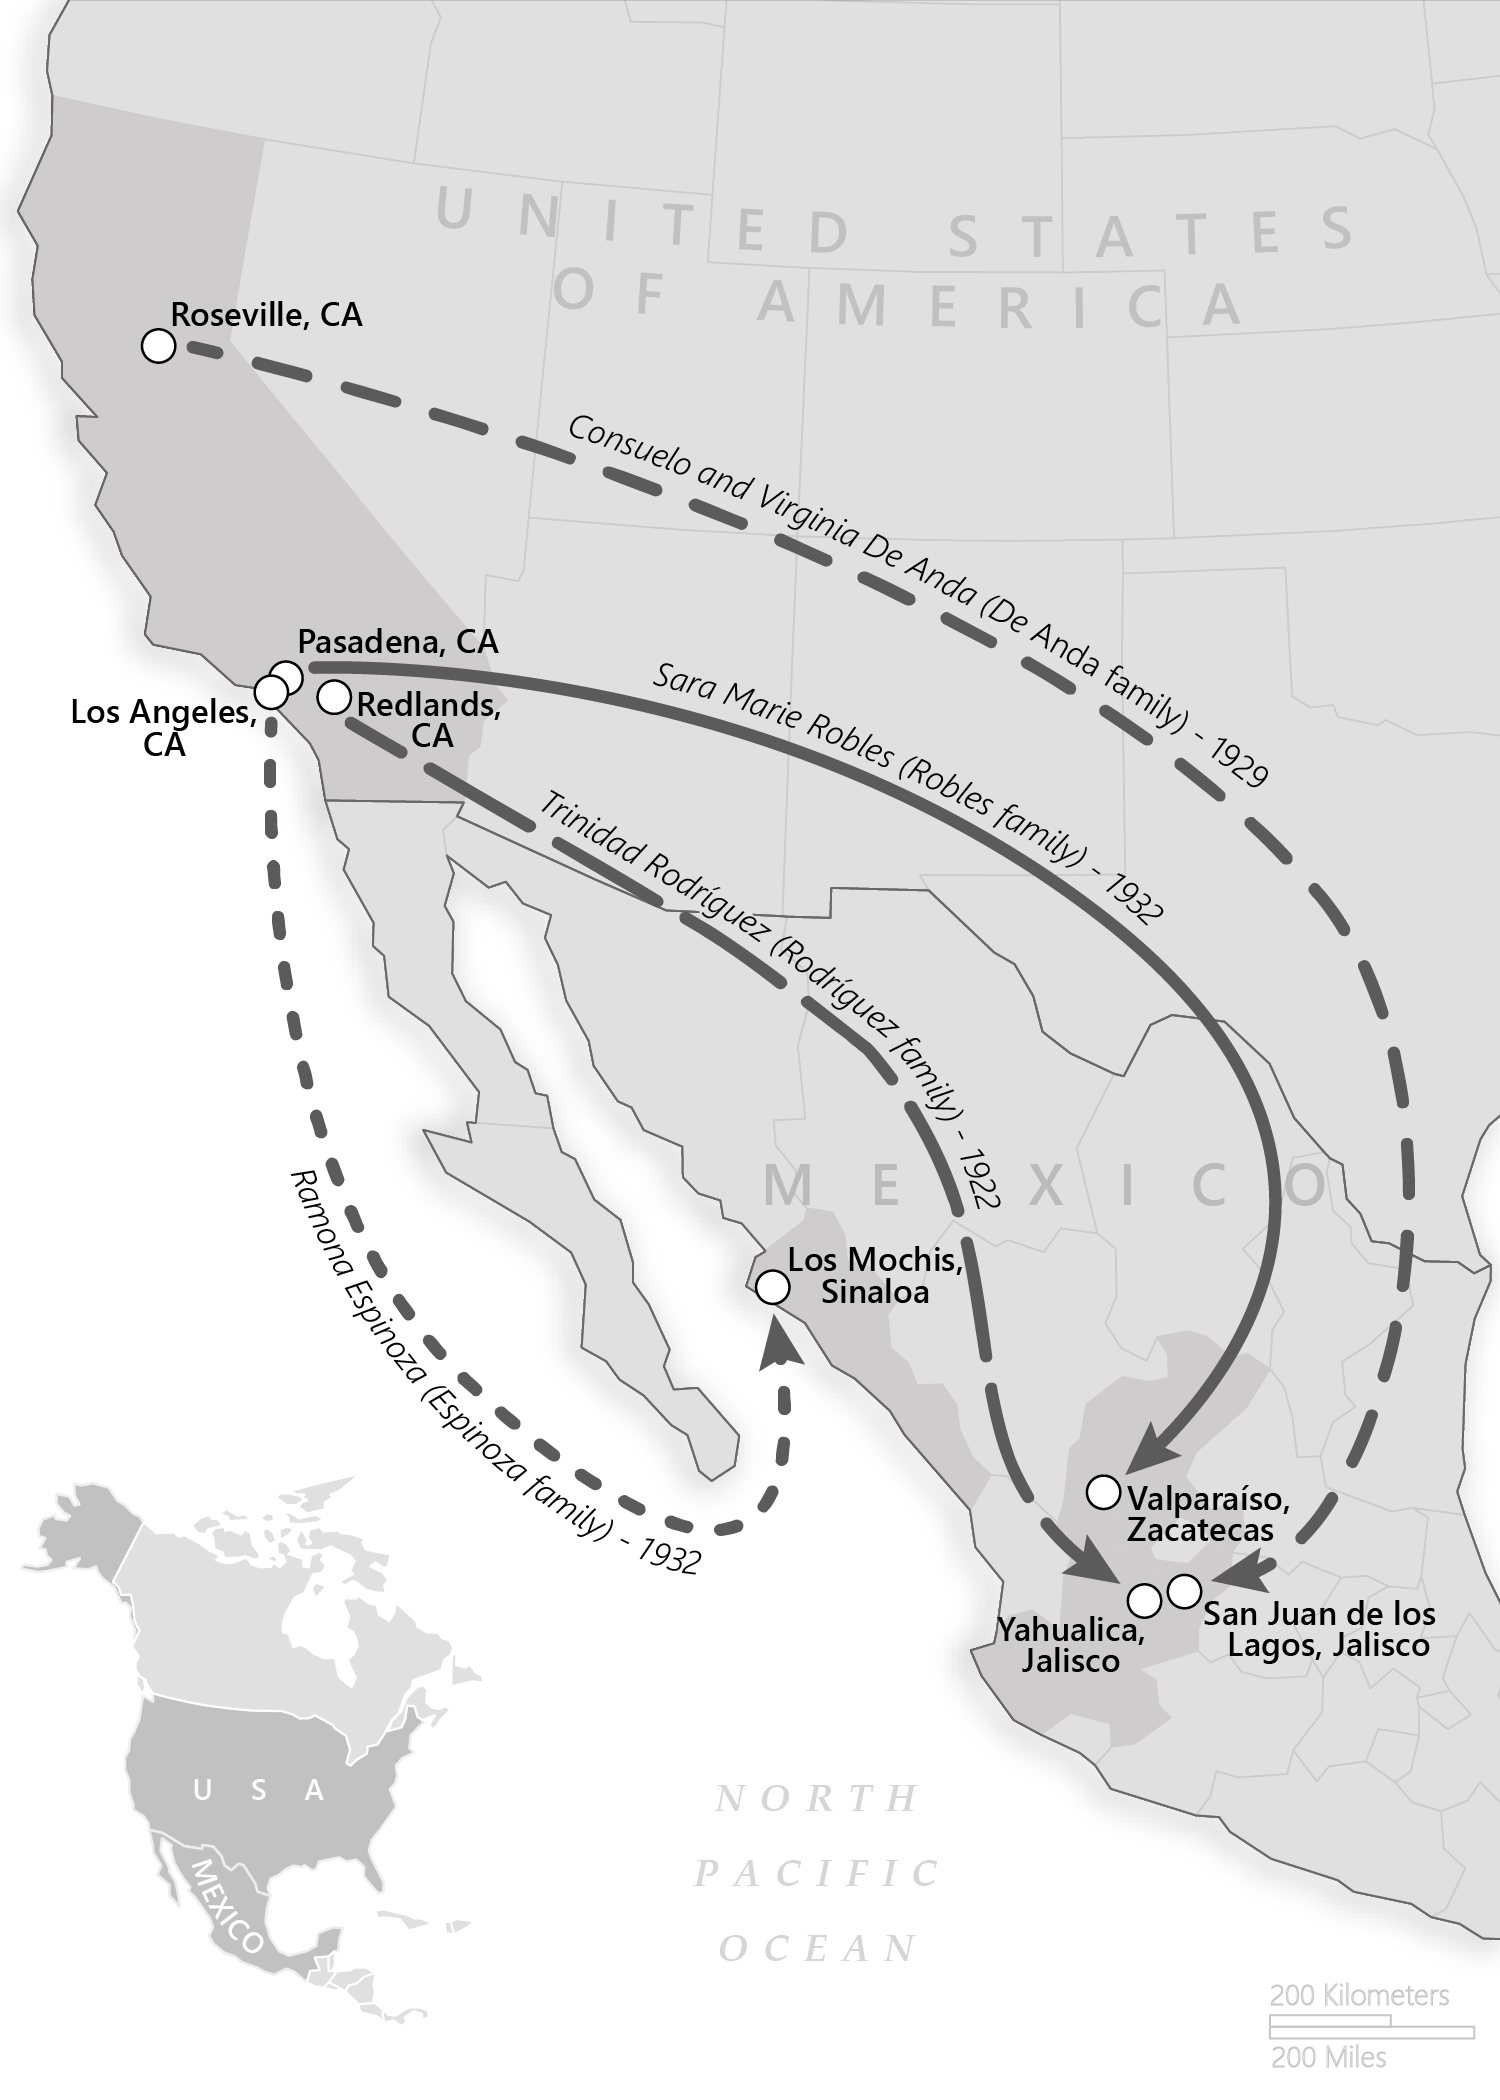 UNITED STATES
OF AMERICA
Roseville, CA
Consuelo and Virginia De Anda (De Anda family) - 1929
Pasadena, CA
Sara Marie Robles (Robles family) - 1932
Los Angeles,
CA
Redlands,
CA
Trinidad Rodríguez (Rodríguez family) - 1922
MEXICO
Ramona Espinoza (Espinoza family) - 1932
Los Mochis,
Sinaloa
Valparaíso,
Zacatecas
Yahualica,
Jalisco
San Juan de los
Lagos, Jalisco
USA
MEXICO
NORTH
PACIFIC
OCEAN
200 Kilometers
200 Miles